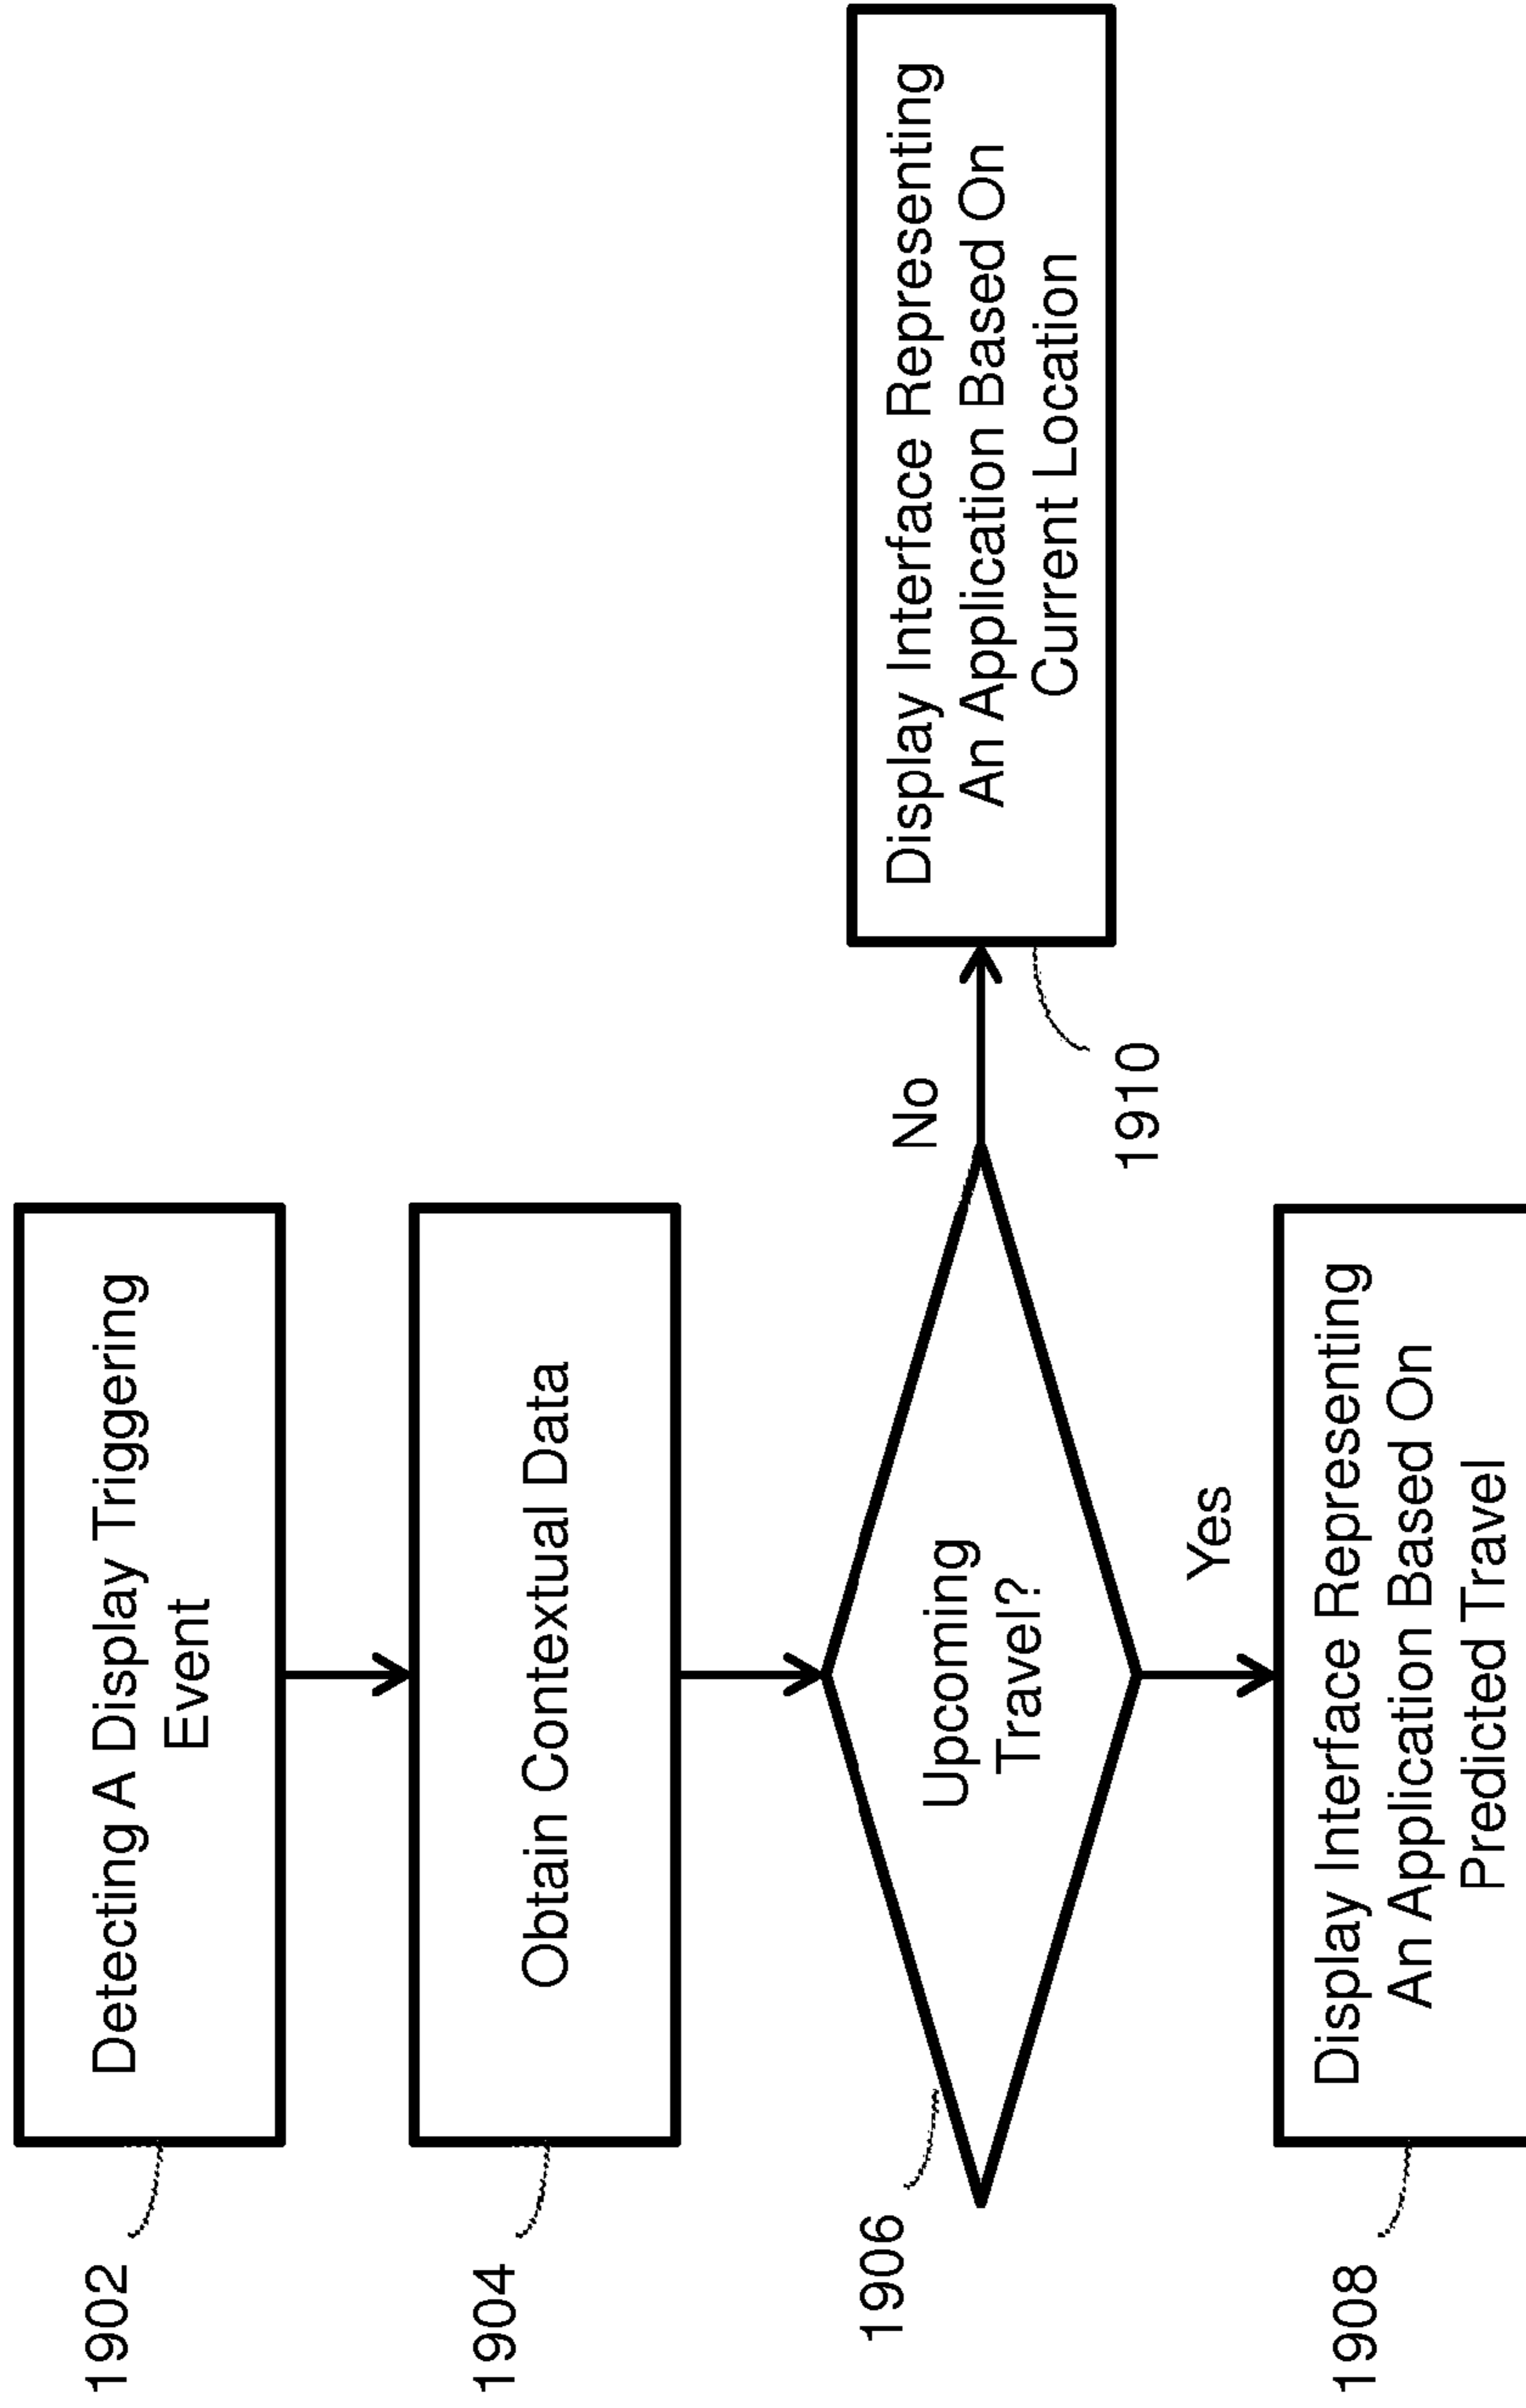 1902
Detecting A Display Triggering
Event
1904
Obtain Contextual Data
1906
Upcoming
Travel?
No
Display Interface Representing
An Application Based On
Current Location
1910
Yes
1908
Display Interface Representing
An Application Based On
Predicted Travel